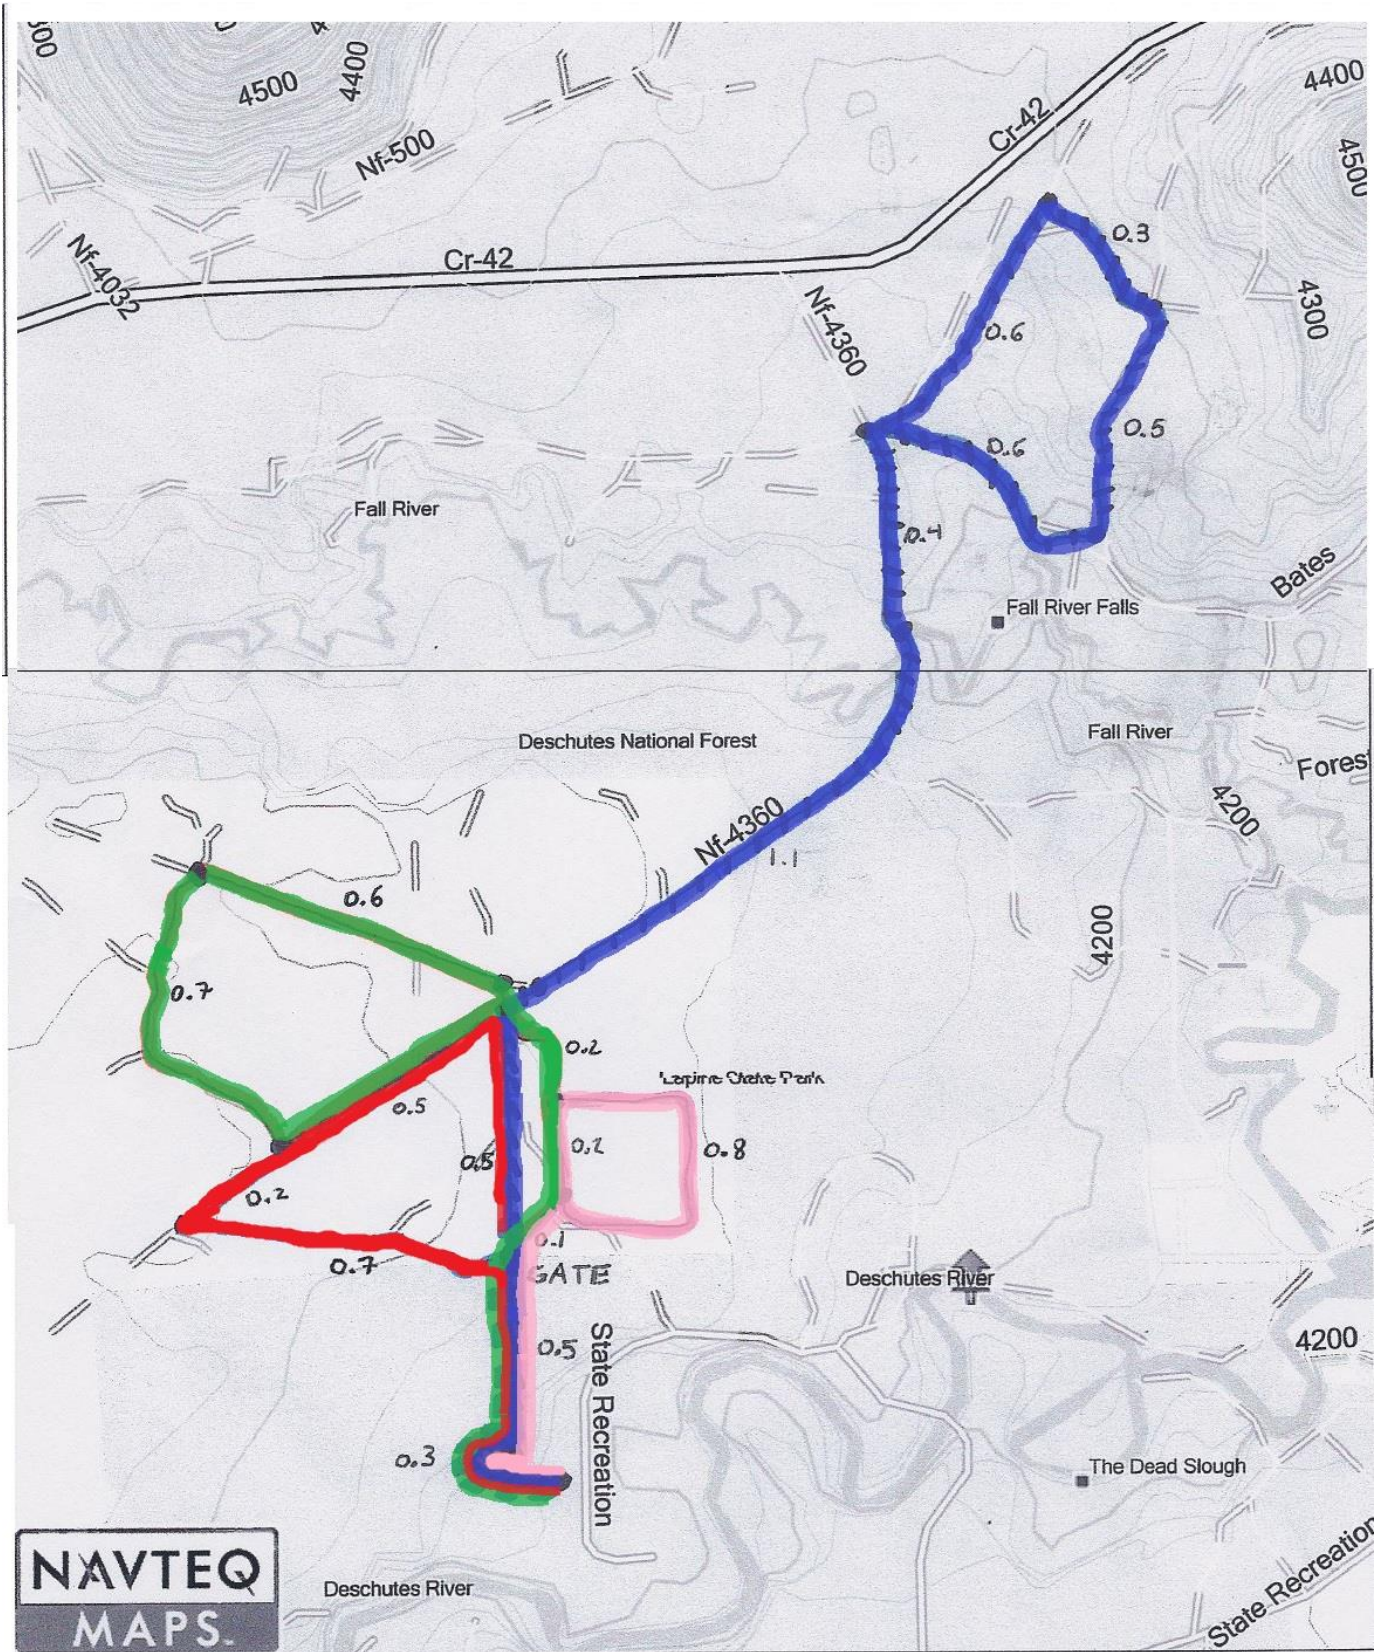 4500
4400
4400
Nf-500
Cr-42
4500
Nf-4032
Cr-42
0.3
Nf-4360
0.6
4300
0.6
0.5
Fall River
0.4
Bates
Fall River Falls
Deschutes National Forest
Fall River
Forest
4200
Nf-4360
1.1
0.6
4200
0.7
0.2
Lapine State Park
0.5
0.5
0.2
0.8
0.2
0.1
0.7
GATE
Deschutes River
0.5
State Recreation
4200
0.3
The Dead Slough
NAVTEQ
MAPS
Deschutes River
State Recreation